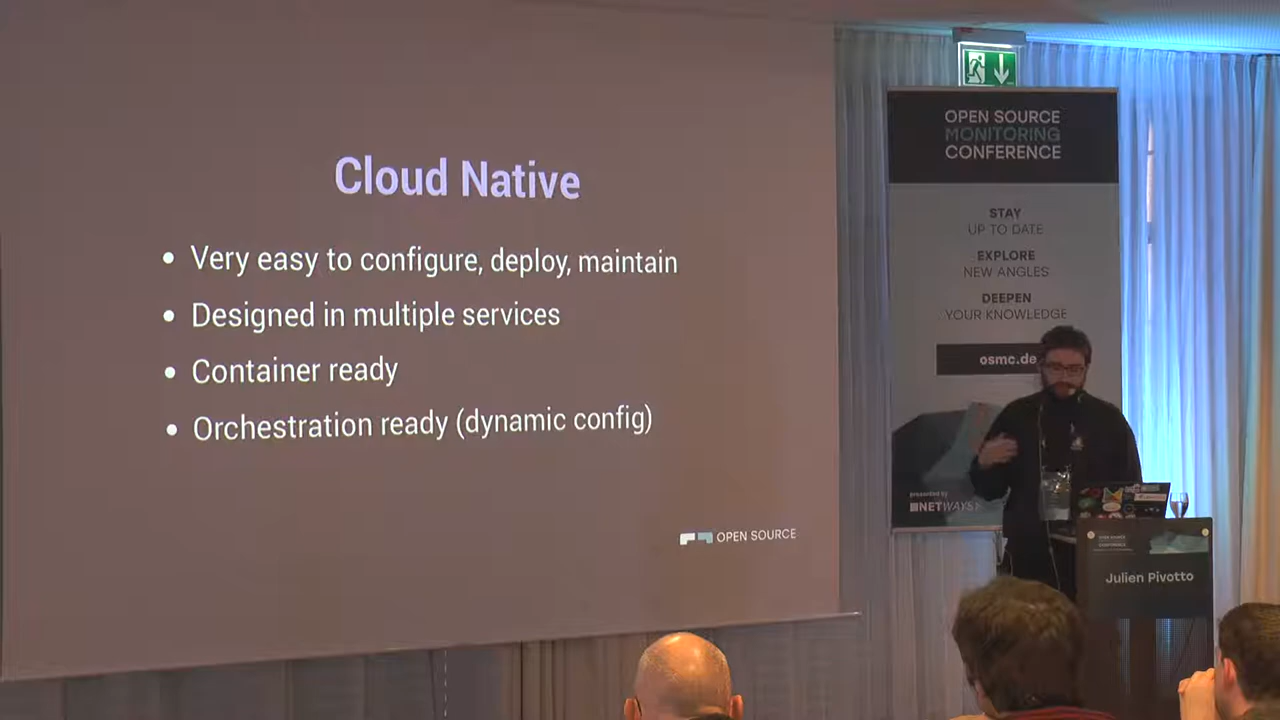 Cloud Native
Very easy to configure, deploy, maintain
Designed in multiple services
Container ready
Orchestration ready (dynamic config)
OPEN SOURCE
OPEN SOURCE
MONITORING
CONFERENCE
STAY
UP TO DATE
EXPLORE
NEW ANGLES
DEEPEN
YOUR KNOWLEDGE
osmc.de
presented by
NETWAYS
Julien Pivotto